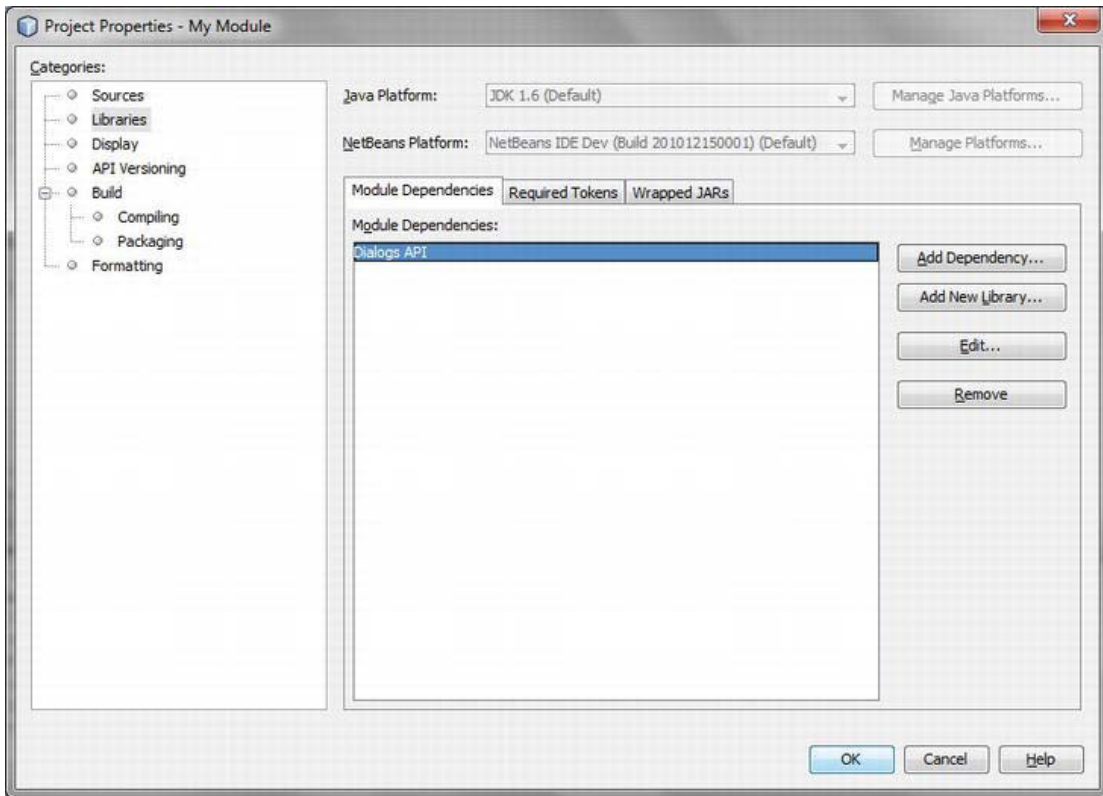 Project Properties - My Module
Categories:
Sources
Libraries
Display
API Versioning
Build
Compiling
Packaging
Formatting
Java Platform: JDK 1.6 (Default) Manage Java Platforms...
NetBeans Platform: NetBeans IDE Dev (Build 201012150001) (Default) Manage Platforms...
Module Dependencies Required Tokens Wrapped JARs
Module Dependencies:
Dialogs API
Add Dependency...
Add New Library...
Edit...
Remove
OK Cancel Help